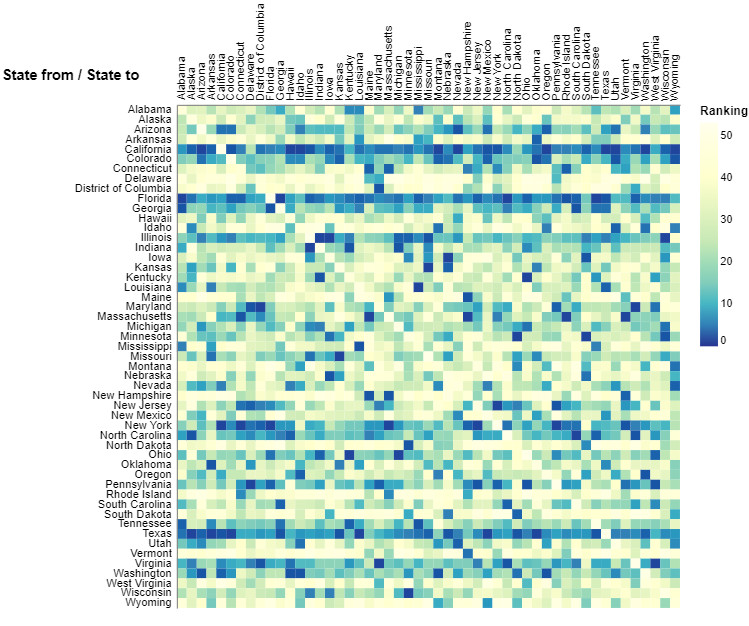 State from / State to
Alabama
Alaska
Arizona
Arkansas
California
Colorado
Connecticut
Delaware
District of Columbia
Florida
Georgia
Hawaii
Idaho
Illinois
Indiana
Iowa
Kansas
Kentucky
Louisiana
Maine
Maryland
Massachusetts
Michigan
Minnesota
Mississippi
Missouri
Montana
Nebraska
Nevada
New Hampshire
New Jersey
New Mexico
New York
North Carolina
North Dakota
Ohio
Oklahoma
Oregon
Pennsylvania
Rhode Island
South Carolina
South Dakota
Tennessee
Texas
Utah
Vermont
Virginia
Washington
West Virginia
Wisconsin
Wyoming
Alabama
Alaska
Arizona
Arkansas
California
Colorado
Connecticut
Delaware
District of Columbia
Florida
Georgia
Hawaii
Idaho
Illinois
Indiana
Iowa
Kansas
Kentucky
Louisiana
Maine
Maryland
Massachusetts
Michigan
Minnesota
Mississippi
Missouri
Montana
Nebraska
Nevada
New Hampshire
New Jersey
New Mexico
New York
North Carolina
North Dakota
Ohio
Oklahoma
Oregon
Pennsylvania
Rhode Island
South Carolina
South Dakota
Tennessee
Texas
Utah
Vermont
Virginia
Washington
West Virginia
Wisconsin
Wyoming
Ranking
50
40
30
20
10
0